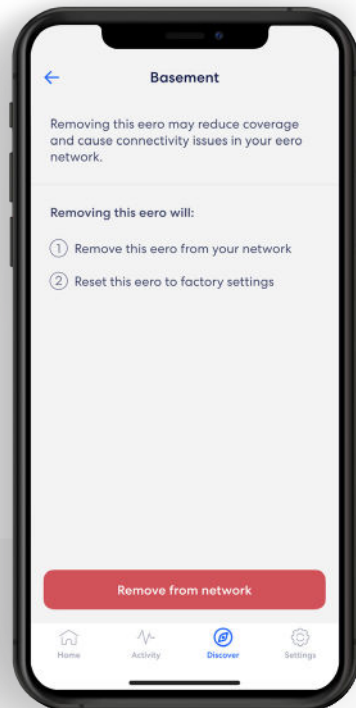 Basement
Removing this eero may reduce coverage
and cause connectivity issues in your eero
network.
Removing this eero will:
1 Remove this eero from your network
2 Reset this eero to factory settings
Remove from network
Home Activity Discover Settings